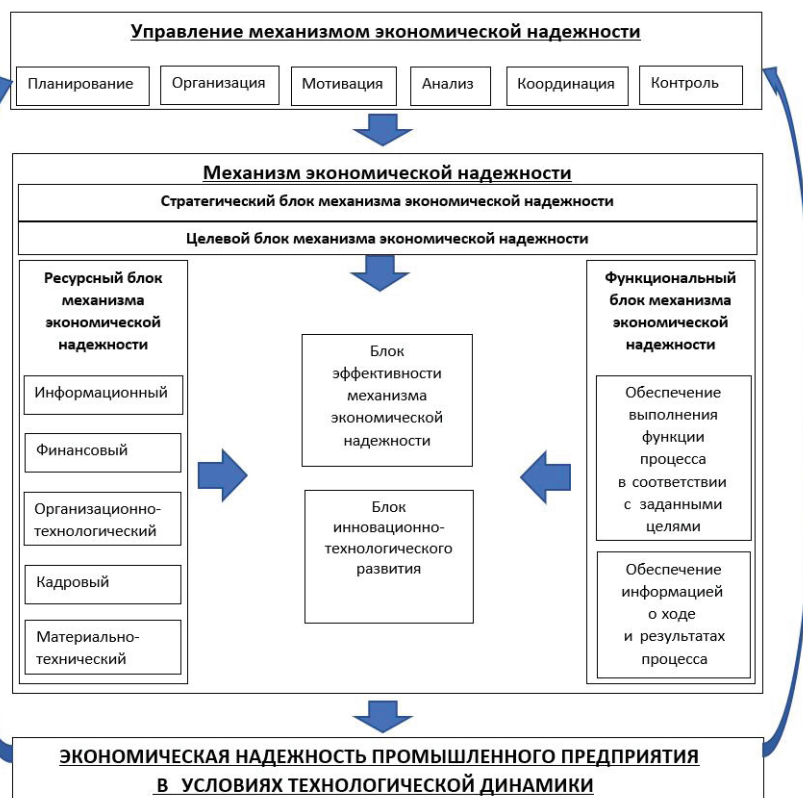 Управление механизмом экономической надежности
Планирование
Организация
Мотивация
Анализ
Координация
Контроль
Механизм экономической надежности
Стратегический блок механизма экономической надежности
Целевой блок механизма экономической надежности
Ресурсный блок
механизма
экономической
надежности
Информационный
Финансовый
Организационно-
технологический
Кадровый
Материально-
технический
Блок
эффективности
механизма
экономической
надежности
Блок
инновационно-
технологического
развития
Функциональный
блок механизма
экономической
надежности
Обеспечение
выполнения
функции
процесса
в соответствии
с заданными
целями
Обеспечение
информацией
о ходе
и результатах
процесса
ЭКОНОМИЧЕСКАЯ НАДЕЖНОСТЬ ПРОМЫШЛЕННОГО ПРЕДПРИЯТИЯ
В УСЛОВИЯХ ТЕХНОЛОГИЧЕСКОЙ ДИНАМИКИ